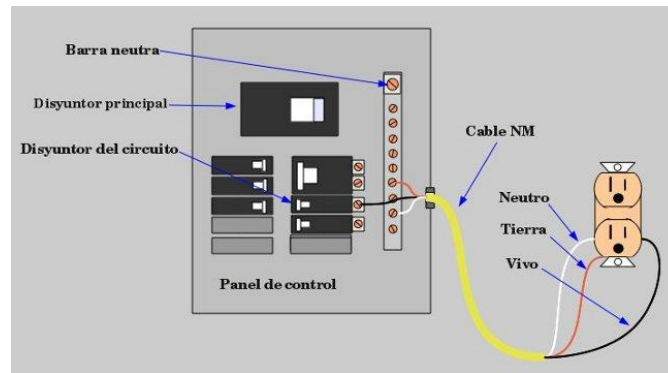 Barra neutra
Disyuntor principal
Disyuntor del circuito
Cable NM
Neutro
Tierra
Vivo
Panel de control